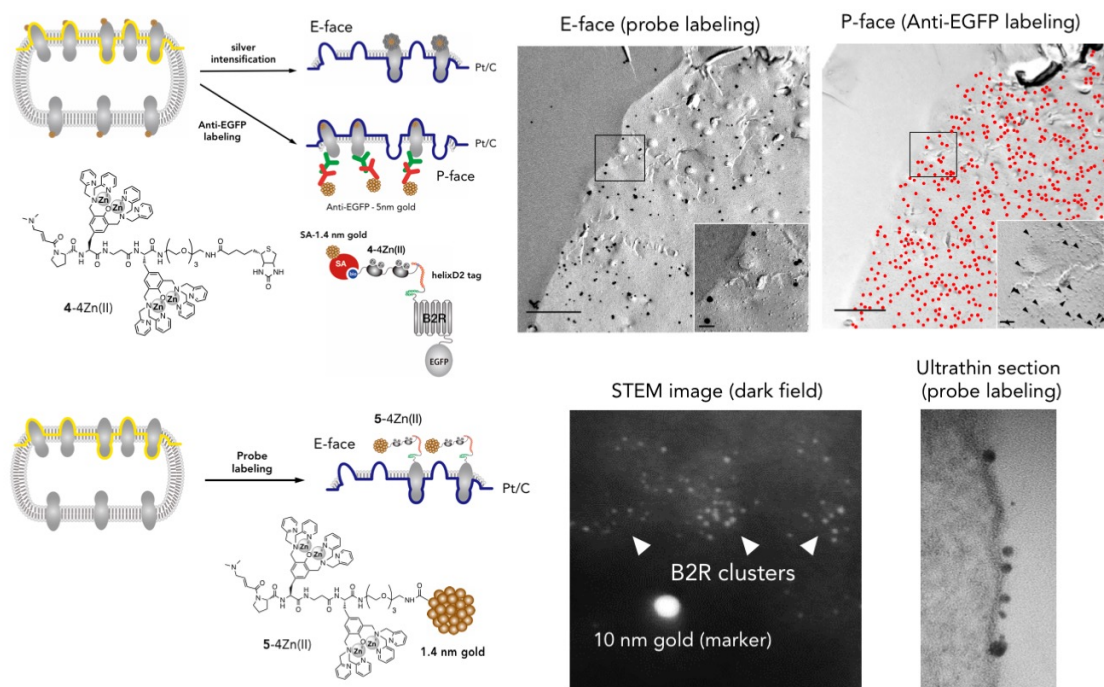 E-face
silver
intensification
Pt/C
Anti-EGFP
labeling
Pt/C
P-face
Anti-EGFP - 5nm gold
Zn
Zn
Zn
Zn
4-4Zn(II)
SA-1.4 nm gold
4-4Zn(II)
SA
helixD2 tag
B2R
EGFP
E-face (probe labeling)
P-face (Anti-EGFP labeling)
5-4Zn(II)
E-face
Probe
labeling
Pt/C
Zn
Zn
Zn
Zn
5-4Zn(II)
1.4 nm gold
STEM image (dark field)
B2R clusters
10 nm gold (marker)
Ultrathin section
(probe labeling)